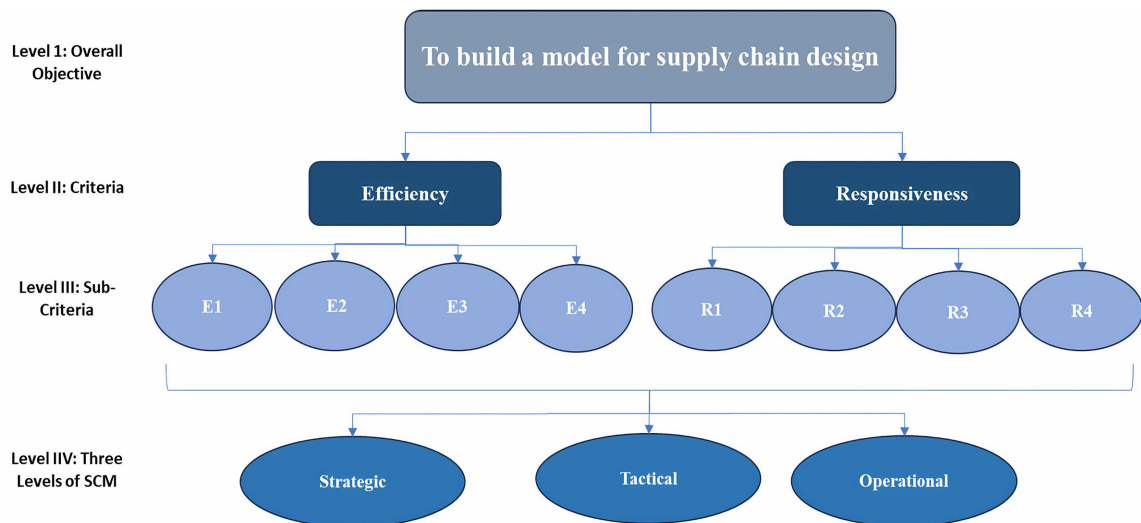 Level 1: Overall
Objective
To build a model for supply chain design
Level II: Criteria
Efficiency
Responsiveness
Level III: Sub-
Criteria
E1
E2
E3
E4
R1
R2
R3
R4
Level IIV: Three
Levels of SCM
Strategic
Tactical
Operational